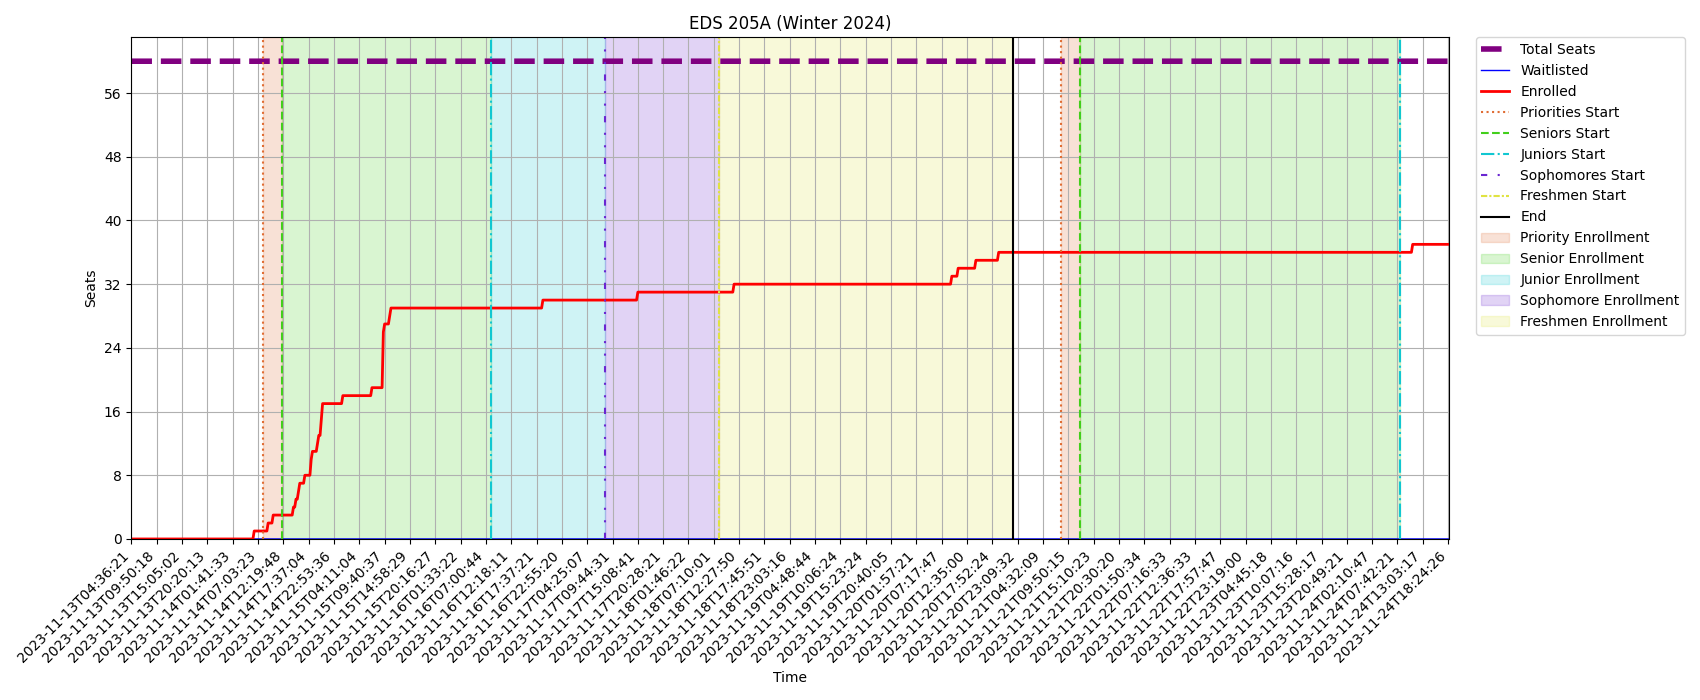 EDS 205A (Winter 2024)
Seats
56
48
40
32
24
16
8
0
2023-11-13T04:36:21
2023-11-13T09:50:18
2023-11-13T15:05:02
2023-11-13T20:20:13
2023-11-14T01:41:33
2023-11-14T07:03:23
2023-11-14T12:19:48
2023-11-14T17:37:04
2023-11-14T22:53:36
2023-11-15T04:11:04
2023-11-15T09:40:37
2023-11-15T14:58:29
2023-11-15T20:16:27
2023-11-16T01:33:22
2023-11-16T07:00:44
2023-11-16T12:18:11
2023-11-16T17:37:21
2023-11-16T22:55:20
2023-11-17T04:25:07
2023-11-17T09:44:31
2023-11-17T15:08:41
2023-11-17T20:28:21
2023-11-18T01:46:22
2023-11-18T07:10:01
2023-11-18T12:27:50
2023-11-18T17:45:51
2023-11-18T23:03:16
2023-11-19T04:48:44
2023-11-19T10:06:24
2023-11-19T15:23:24
2023-11-19T20:40:05
2023-11-20T01:57:21
2023-11-20T07:17:47
2023-11-20T12:35:00
2023-11-20T17:52:24
2023-11-20T23:09:32
2023-11-21T04:32:09
2023-11-21T09:50:15
2023-11-21T15:10:23
2023-11-21T20:30:20
2023-11-22T01:50:34
2023-11-22T07:16:33
2023-11-22T12:36:33
2023-11-22T17:57:47
2023-11-22T23:19:00
2023-11-23T04:45:18
2023-11-23T10:07:16
2023-11-23T15:28:17
2023-11-23T20:49:21
2023-11-24T02:10:47
2023-11-24T07:42:21
2023-11-24T13:03:17
2023-11-24T18:24:26
Time
Total Seats
Waitlisted
Enrolled
Priorities Start
Seniors Start
Juniors Start
Sophomores Start
Freshmen Start
End
Priority Enrollment
Senior Enrollment
Junior Enrollment
Sophomore Enrollment
Freshmen Enrollment